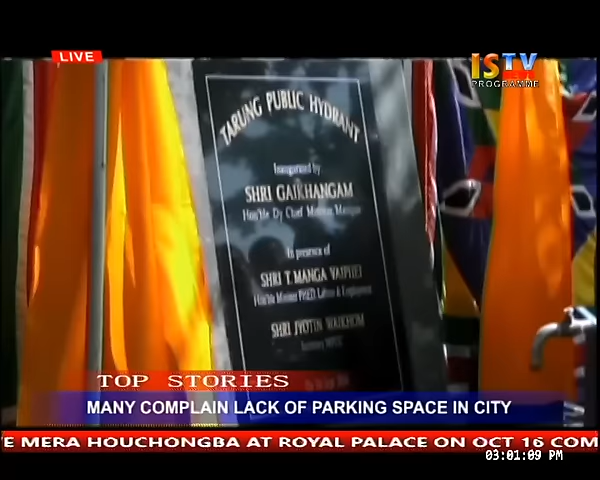 LIVE
ISTV
PROGRAMME
TARUNG PUBLIC HYDRANT
Inaugurated by
SHRI GAIKHANGAM
Hon'ble Dy Chief Minister Manipur
In presence of
SHRI T. MANGA VAIPHEI
Hon'ble Minister PHED Labour & Employment
SHRI JYOTIN WAIKHOM
TOP STORIES
MANY COMPLAIN LACK OF PARKING SPACE IN CITY
E MERA HOUCHONGBA AT ROYAL PALACE ON OCT 16 COM
03:01:09 PM